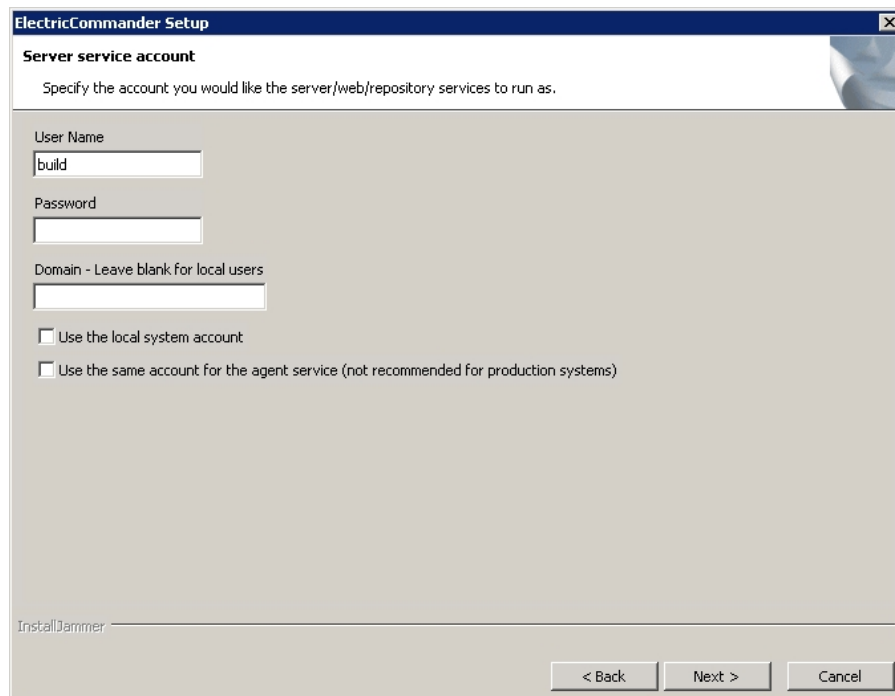 ElectricCommander Setup
Server service account
Specify the account you would like the server/web/repository services to run as.
User Name
build
Password
Domain - Leave blank for local users
Use the local system account
Use the same account for the agent service (not recommended for production systems)
InstallJammer
< Back Next > Cancel